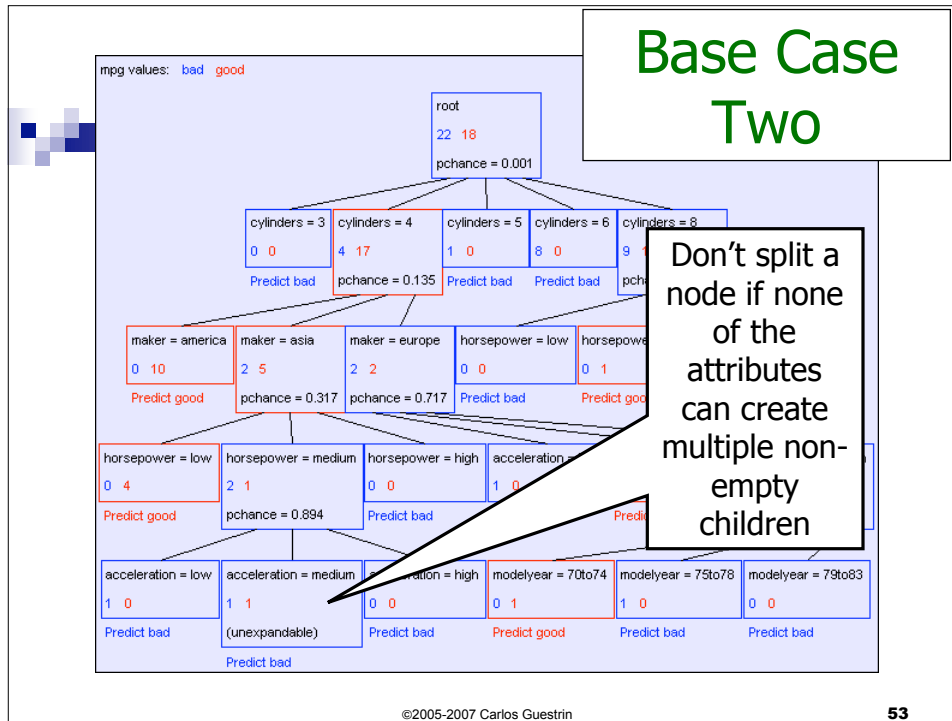 Base Case
Two
mpg values: bad good
root
22 18
pchance = 0.001
cylinders = 3
0 0
Predict bad
cylinders = 4
4 17
pchance = 0.135
cylinders = 5
1 0
Predict bad
cylinders = 6
8 0
Predict bad
cylinders = 8
9
Don't split a
node if none
of the
attributes
can create
multiple non-
empty
children
maker = america
0 10
Predict good
maker = asia
2 5
pchance = 0.317
maker = europe
2 2
pchance = 0.717
horsepower = low
0 0
Predict bad
0 1
horsepower = low
0 4
Predict good
horsepower = medium
2 1
pchance = 0.894
horsepower = high
0 0
Predict bad
acceleration =
1 0
acceleration = low
1 0
Predict bad
acceleration = medium
1 1
(unexpandable)
Predict bad
= high
0 0
Predict bad
modelyear = 70to74
0 1
Predict good
modelyear = 75to78
1 0
Predict bad
modelyear = 79to83
0 0
Predict bad
©2005-2007 Carlos Guestrin
53